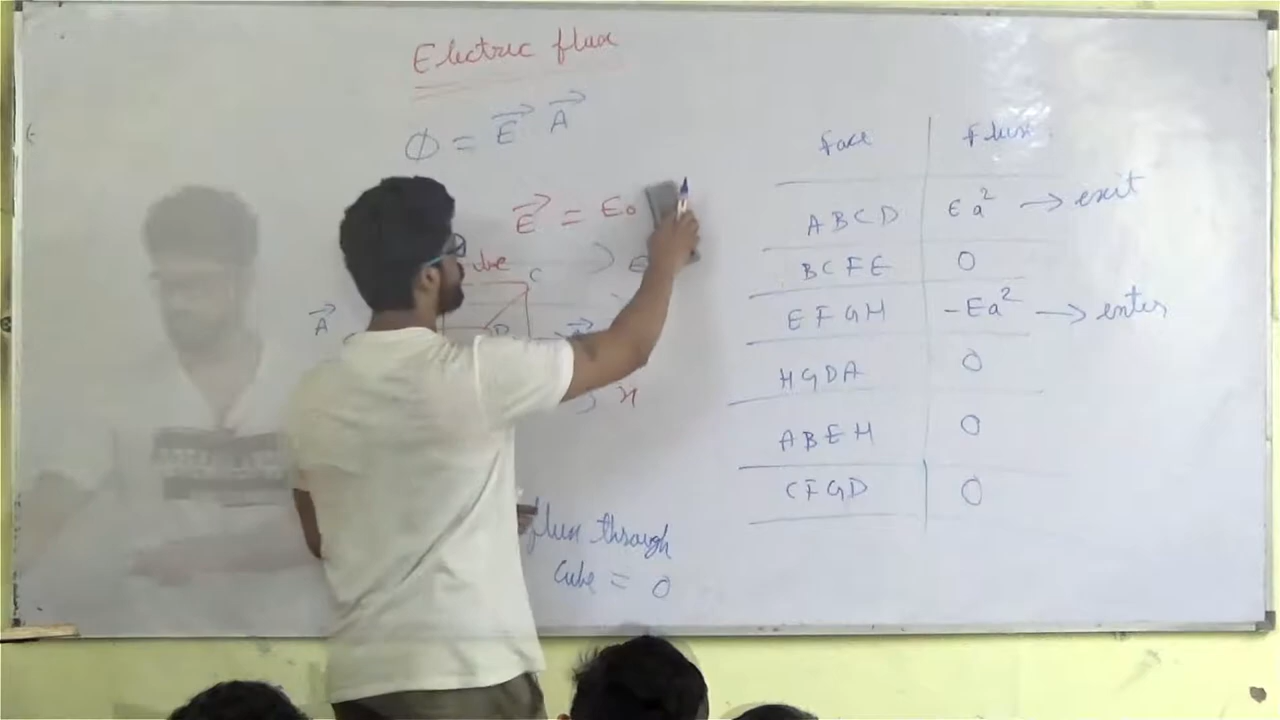 Electric flux
ϕ = E⃗ A⃗
E⃗ = E₀
C
D
A⃗
x
flux through
Cube = 0
Face Flux
ABCD Ea² → exit
BCFE 0
EFGH -Ea² → enter
HGDA 0
ABEH 0
CFGD 0